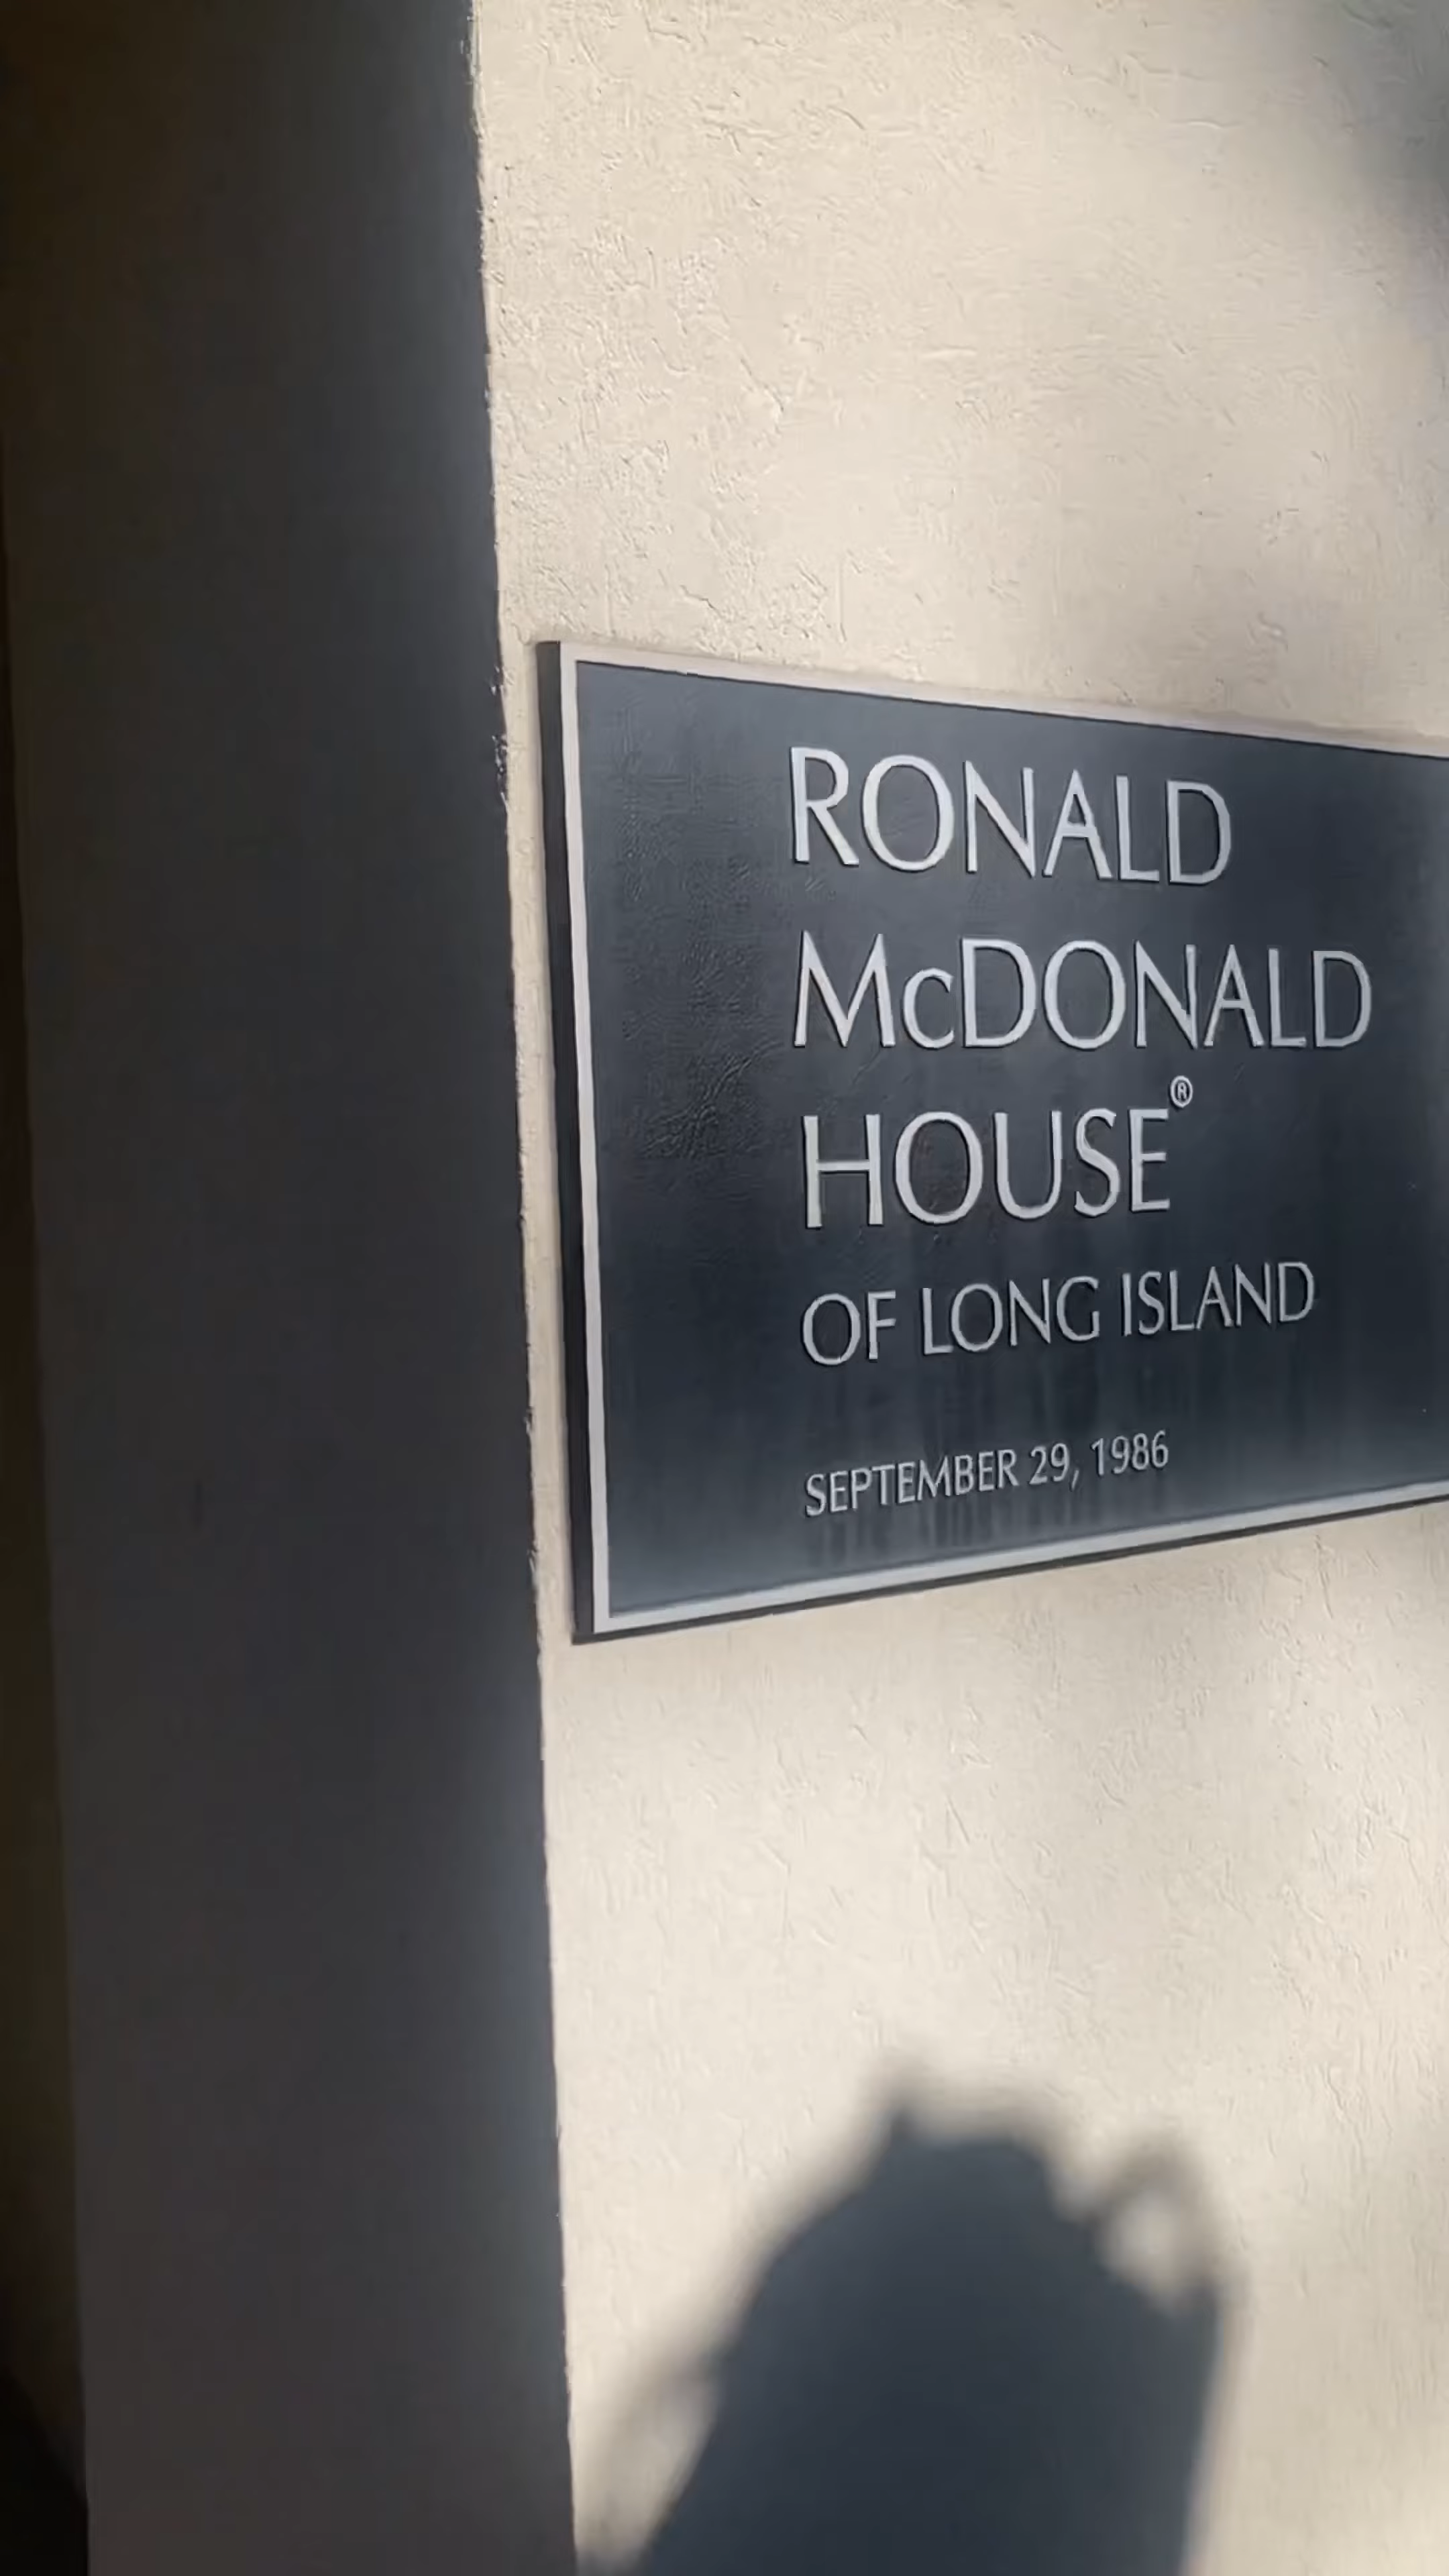 RONALD
McDONALD
HOUSE®
OF LONG ISLAND
SEPTEMBER 29, 1986